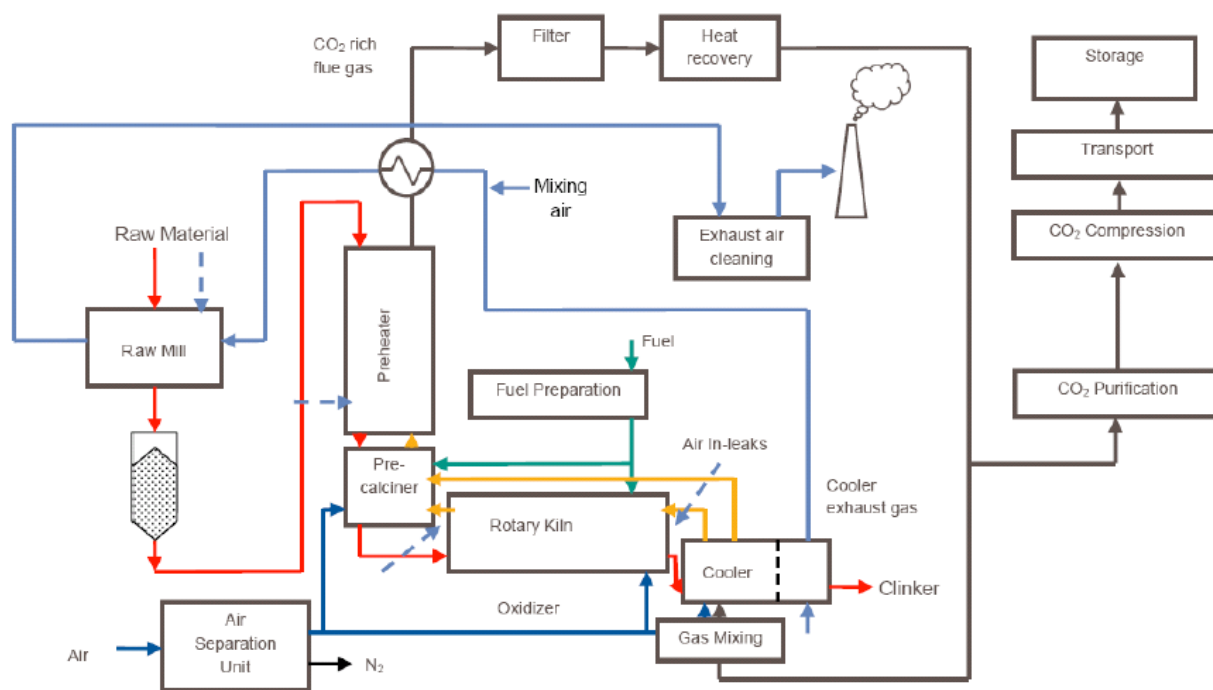 CO₂ rich
flue gas
Filter
Heat
recovery
Storage
Transport
Mixing
air
Raw Material
Exhaust air
cleaning
CO₂ Compression
Raw Mill
Preheater
Fuel
Fuel Preparation
CO₂ Purification
Air In-leaks
Pre-
calciner
Cooler
exhaust gas
Rotary Kiln
Cooler
Clinker
Oxidizer
Air
Separation
Unit
Gas Mixing
Air
N₂